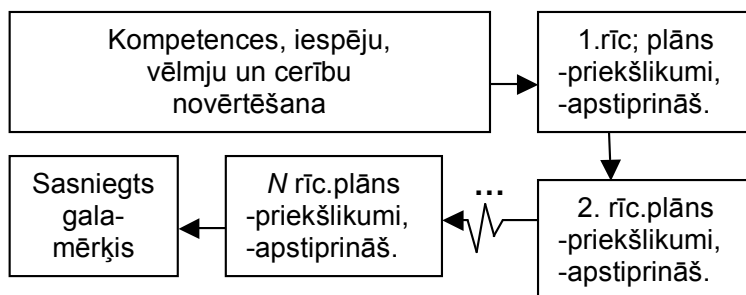 Kompetences, iespēju,
vēlmju un cerību
novērtēšana
1.rīc; plāns
-priekšlikumi,
-apstiprināš.
2. rīc.plāns
-priekšlikumi,
-apstiprināš.
...
N rīc.plāns
-priekšlikumi,
-apstiprināš.
Sasniegts
gala-
mērķis